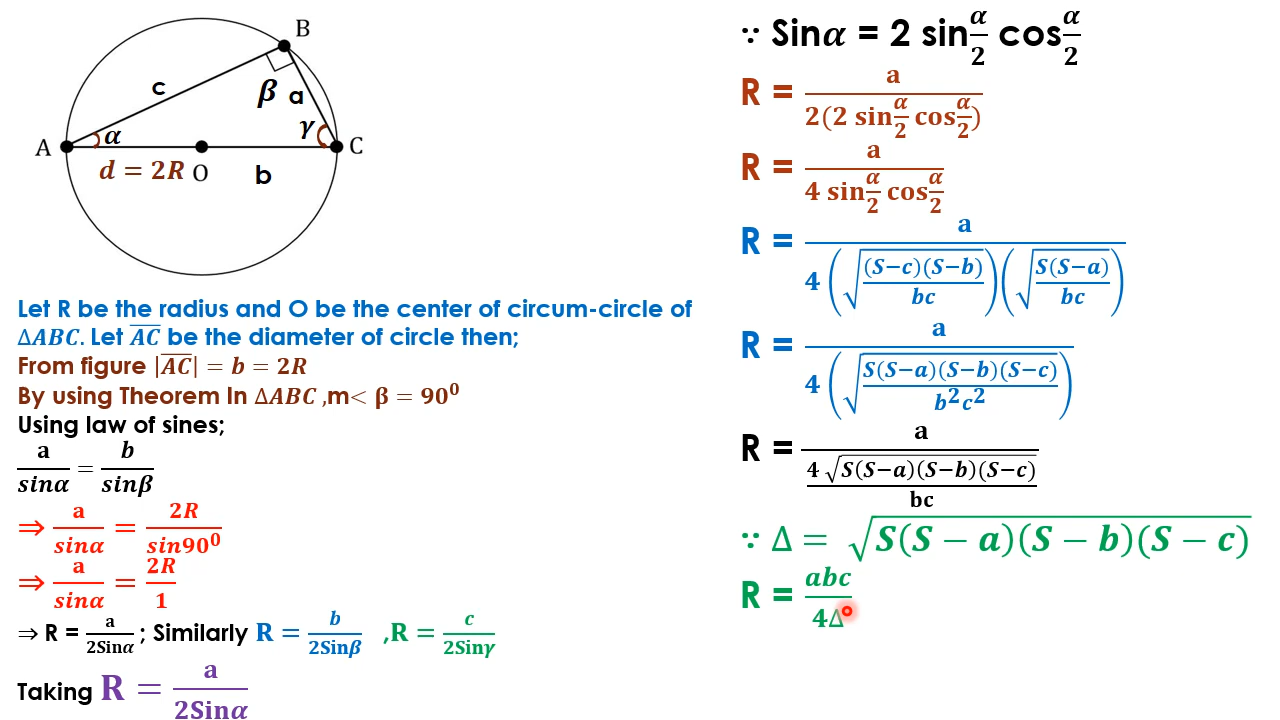 B
c
β a
A α γ C
d = 2R O b
Let R be the radius and O be the center of circum-circle of
ΔABC. Let \overline{AC} be the diameter of circle then;
From figure |\overline{AC}| = b = 2R
By using Theorem In ΔABC ,m< β = 90⁰
Using law of sines;
a/sinα = b/sinβ
⇒ a/sinα = 2R/sin90⁰
⇒ a/sinα = 2R/1
⇒ R = a/2Sinα ; Similarly R = b/2Sinβ ,R = c/2Sinγ
Taking R = a/2Sinα
∵ Sinα = 2 sin α/2 cos α/2
R = a/2(2 sin α/2 cos α/2)
R = a/4 sin α/2 cos α/2
R = a/4(√((S−c)(S−b)/bc))(√(S(S−a)/bc))
R = a/4(√(S(S−a)(S−b)(S−c)/b²c²))
R = a/(4 √(S(S−a)(S−b)(S−c))/bc)
∵ Δ = √(S(S − a)(S − b)(S − c))
R = abc/4Δ